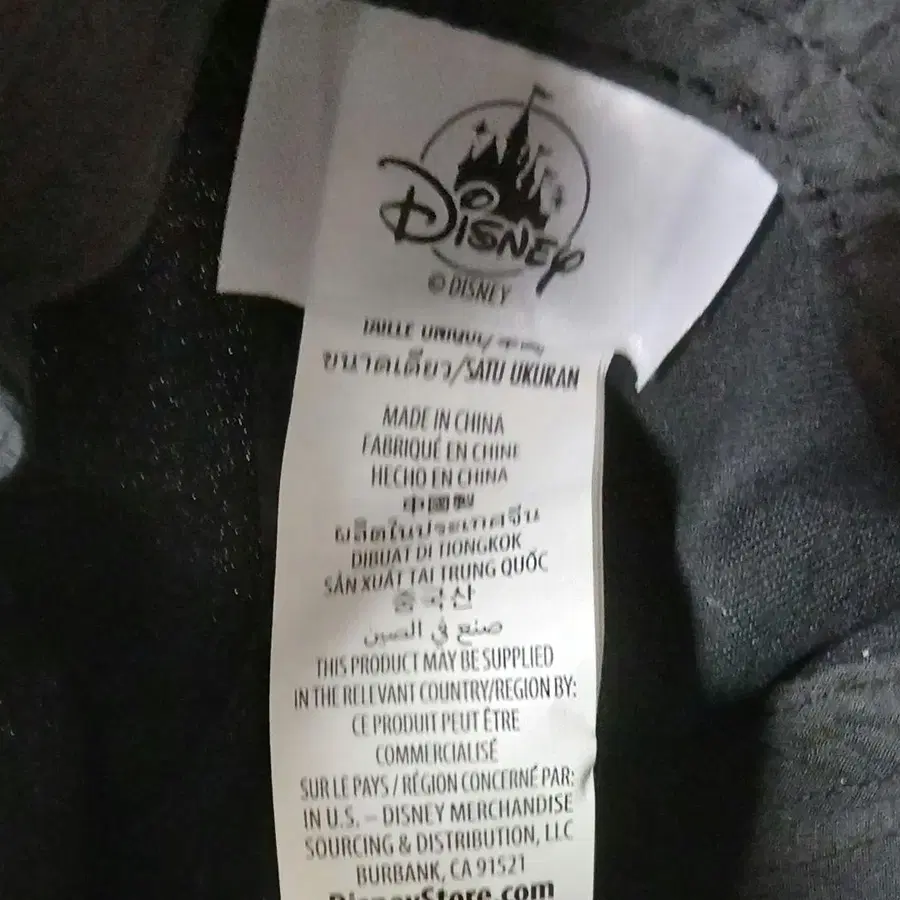 Disney
© DISNEY
TAILLE UNIQUE/
ขนาดเดียว/SATU UKURAN
MADE IN CHINA
FABRIQUÉ EN CHINE
HECHO EN CHINA
中國製
ผลิตในประเทศจีน
DIBUAT DI TIONGKOK
SẢN XUẤT TẠI TRUNG QUỐC
중국산
صنع في الصين
THIS PRODUCT MAY BE SUPPLIED
IN THE RELEVANT COUNTRY/REGION BY:
CE PRODUIT PEUT ÊTRE
COMMERCIALISÉ
SUR LE PAYS / RÉGION CONCERNÉ PAR:
IN U.S. – DISNEY MERCHANDISE
SOURCING & DISTRIBUTION, LLC
BURBANK, CA 91521
DisneyStore.com